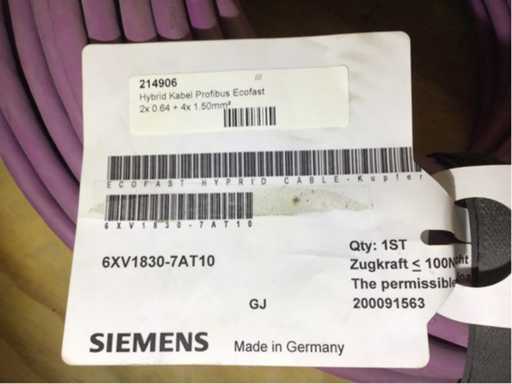 214906
Hybrid Kabel Profibus Ecofast
2x 0.64 + 4x 1.50mm²
ECOFAST HYBRID CABLE-Kupfer
6XV1830-7AT10
6XV1830-7AT10
Qty: 1ST
Zugkraft ≤ 100N
The permissible
GJ
200091563
SIEMENS
Made in Germany